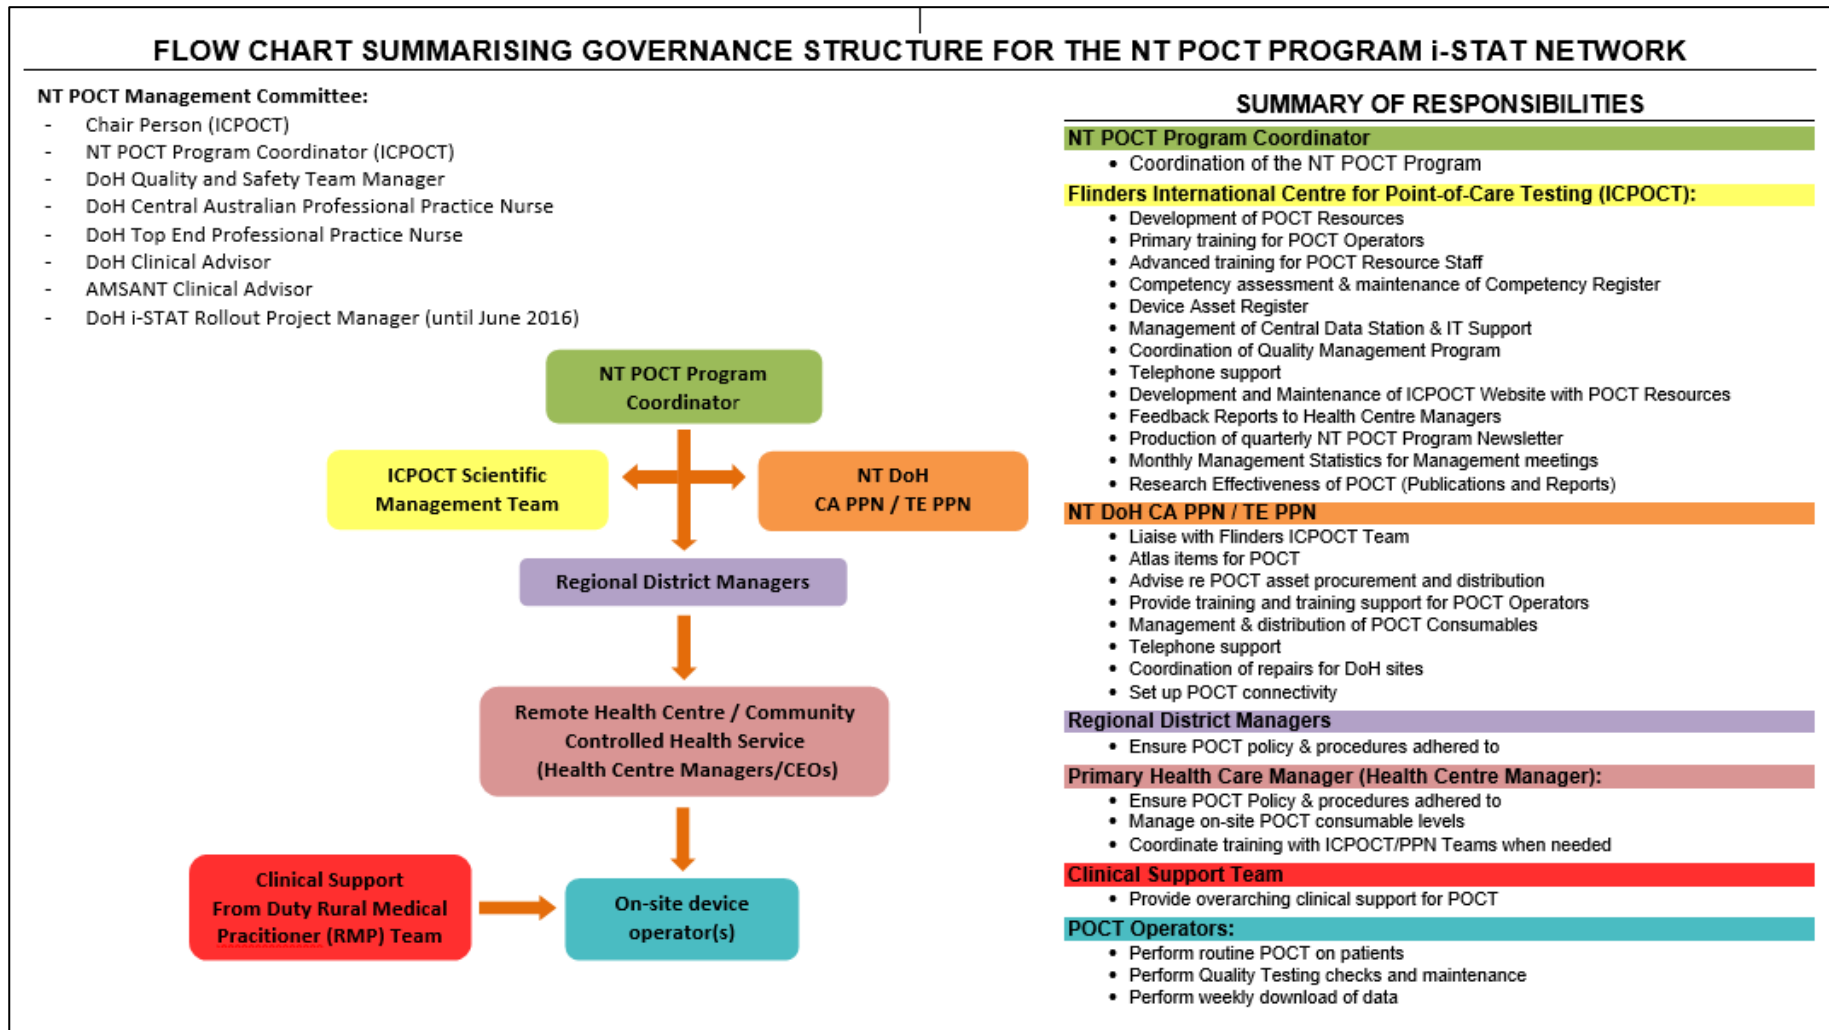 FLOW CHART SUMMARISING GOVERNANCE STRUCTURE FOR THE NT POCT PROGRAM i-STAT NETWORK
NT POCT Management Committee:
- Chair Person (ICPOCT)
- NT POCT Program Coordinator (ICPOCT)
- DoH Quality and Safety Team Manager
- DoH Central Australian Professional Practice Nurse
- DoH Top End Professional Practice Nurse
- DoH Clinical Advisor
- AMSANT Clinical Advisor
- DoH i-STAT Rollout Project Manager (until June 2016)
NT POCT Program
Coordinator
ICPOCT Scientific
Management Team
NT DoH
CA PPN / TE PPN
Regional District Managers
Remote Health Centre / Community
Controlled Health Service
(Health Centre Managers/CEOs)
Clinical Support
From Duty Rural Medical
Pracitioner (RMP) Team
On-site device
operator(s)
SUMMARY OF RESPONSIBILITIES
NT POCT Program Coordinator
• Coordination of the NT POCT Program
Flinders International Centre for Point-of-Care Testing (ICPOCT):
• Development of POCT Resources
• Primary training for POCT Operators
• Advanced training for POCT Resource Staff
• Competency assessment & maintenance of Competency Register
• Device Asset Register
• Management of Central Data Station & IT Support
• Coordination of Quality Management Program
• Telephone support
• Development and Maintenance of ICPOCT Website with POCT Resources
• Feedback Reports to Health Centre Managers
• Production of quarterly NT POCT Program Newsletter
• Monthly Management Statistics for Management meetings
• Research Effectiveness of POCT (Publications and Reports)
NT DoH CA PPN / TE PPN
• Liaise with Flinders ICPOCT Team
• Atlas items for POCT
• Advise re POCT asset procurement and distribution
• Provide training and training support for POCT Operators
• Management & distribution of POCT Consumables
• Telephone support
• Coordination of repairs for DoH sites
• Set up POCT connectivity
Regional District Managers
• Ensure POCT policy & procedures adhered to
Primary Health Care Manager (Health Centre Manager):
• Ensure POCT Policy & procedures adhered to
• Manage on-site POCT consumable levels
• Coordinate training with ICPOCT/PPN Teams when needed
Clinical Support Team
• Provide overarching clinical support for POCT
POCT Operators:
• Perform routine POCT on patients
• Perform Quality Testing checks and maintenance
• Perform weekly download of data